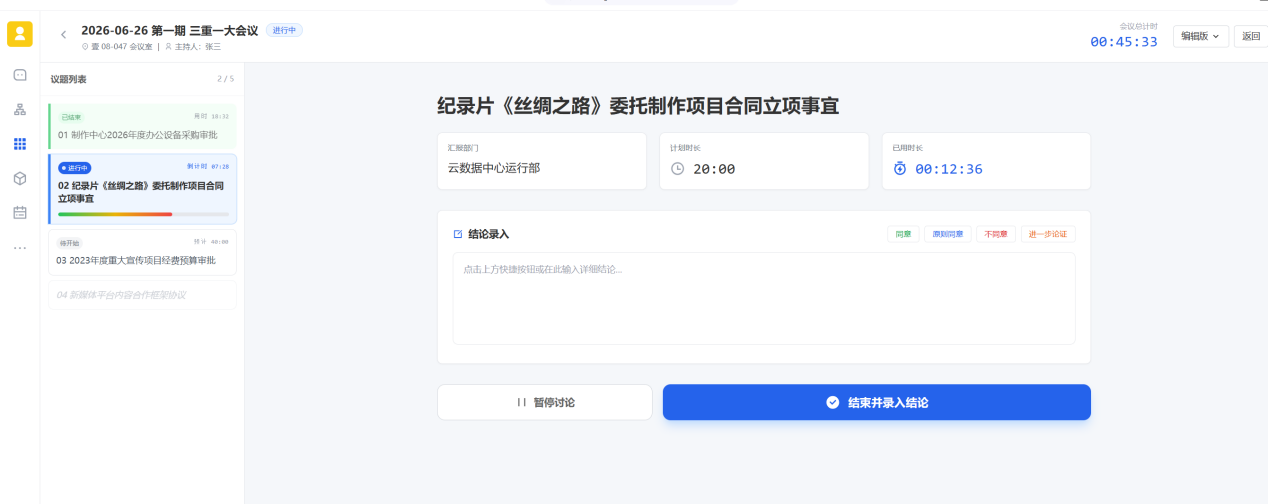 2026-06-26 第一期 三重一大会议 进行中
壹 08-047 会议室 | 主持人：张三
会议总计时
00:45:33
编辑版
返回
议题列表 2 / 5
已结束 用时 18:32
01 制作中心2026年度办公设备采购审批
进行中 倒计时 07:28
02 纪录片《丝绸之路》委托制作项目合同
立项事宜
待开始 预计 40:00
03 2023年度重大宣传项目经费预算审批
04 新媒体平台内容合作框架协议
纪录片《丝绸之路》委托制作项目合同立项事宜
汇报部门
云数据中心运行部
计划时长
20:00
已用时长
00:12:36
结论录入
同意 原则同意 不同意 进一步论证
点击上方快捷按钮或在此输入详细结论...
暂停讨论
结束并录入结论